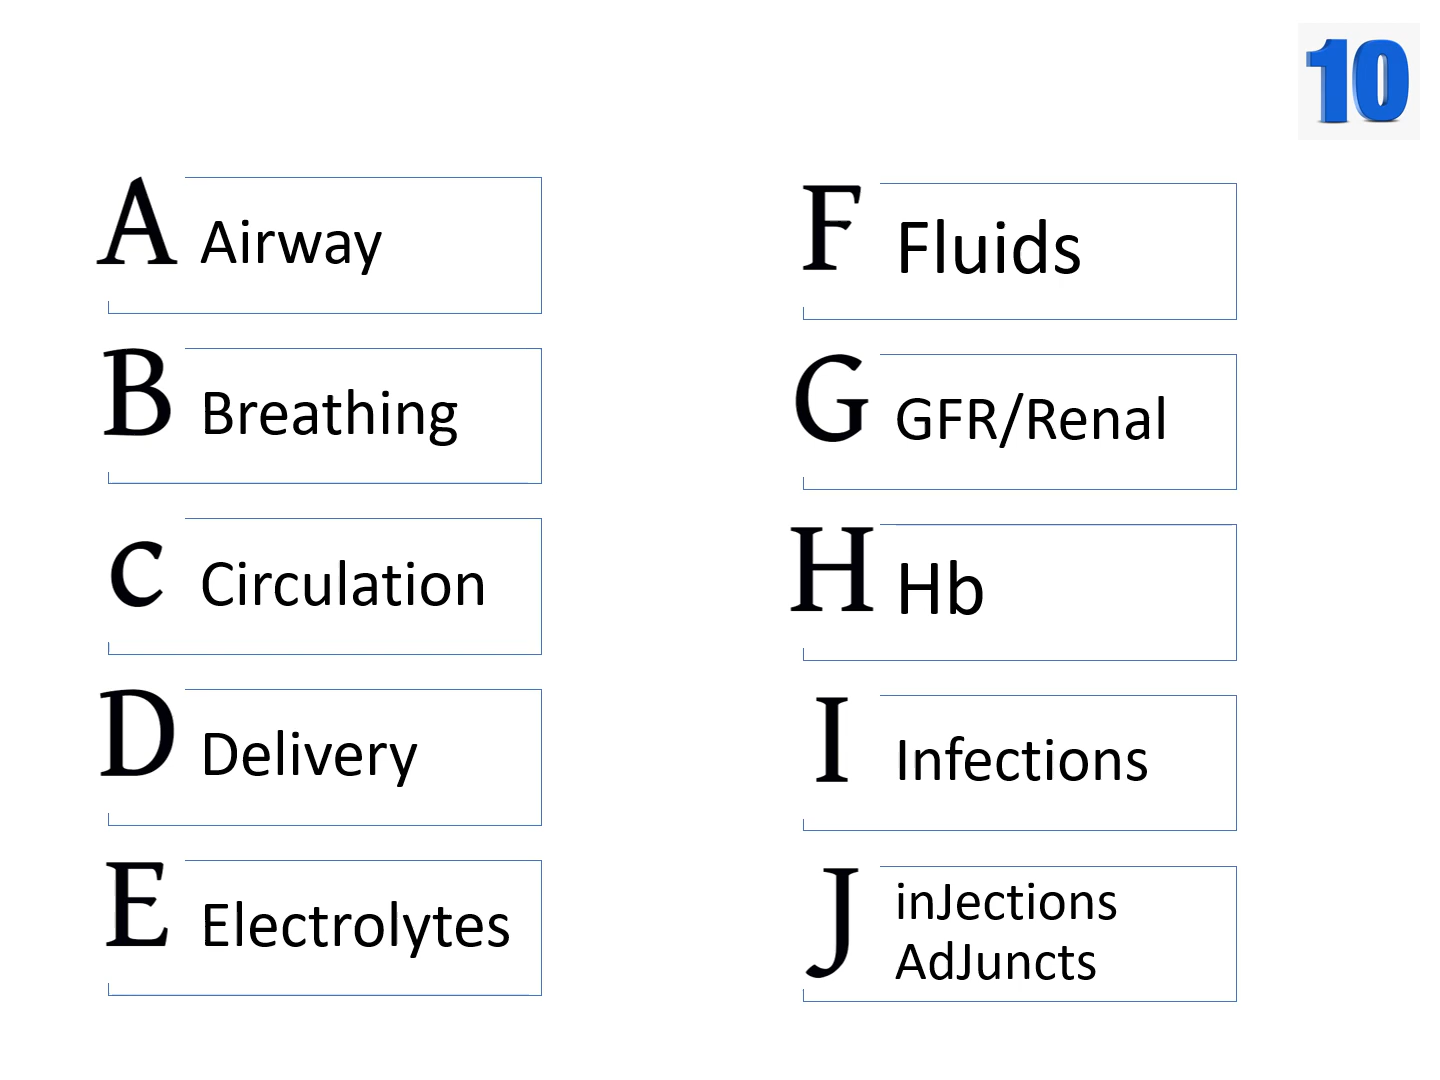 10
A Airway
B Breathing
C Circulation
D Delivery
E Electrolytes
F Fluids
G GFR/Renal
H Hb
I Infections
J inJections
AdJuncts